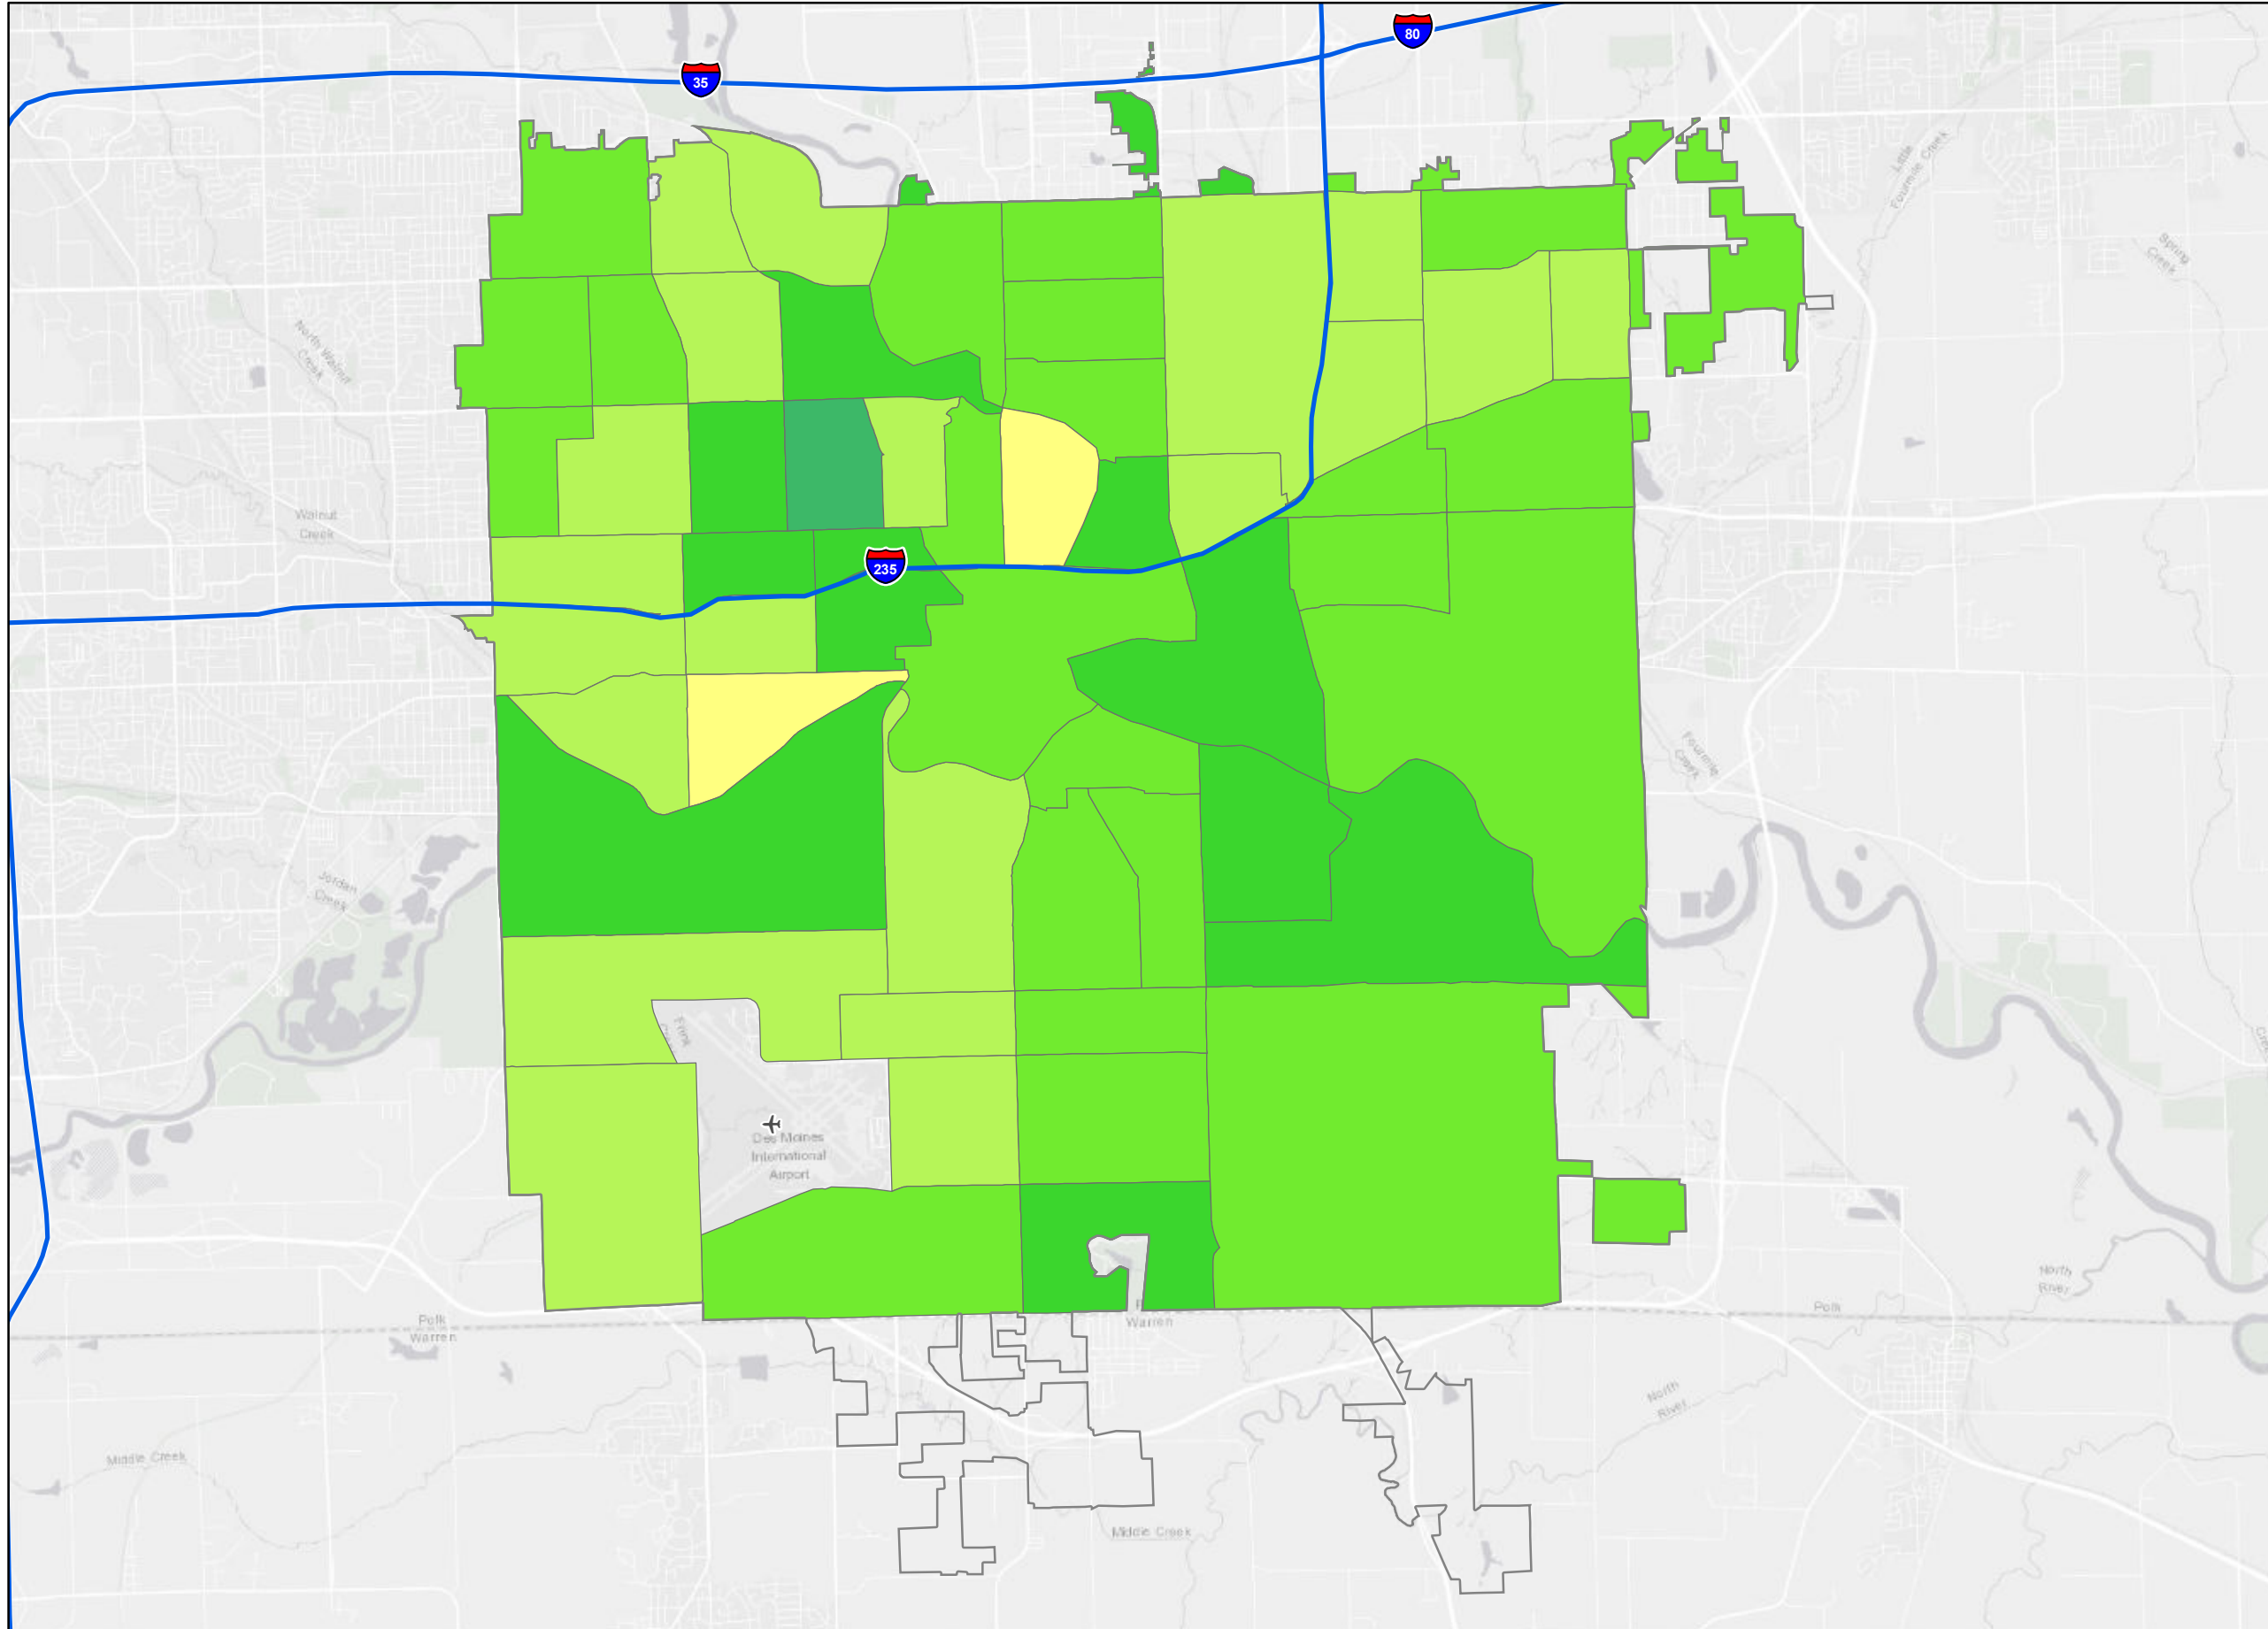 80
35
Little
Fourmile Creek
Spring
Creek
North Walnut
Creek
Walnut
Creek
235
Fourmile
Creek
Jordan
Creek
Frink
Des Moines
International
Airport
North
River
Polk
Warren
Warren
Polk
North
River
Middle Creek
Middle Creek